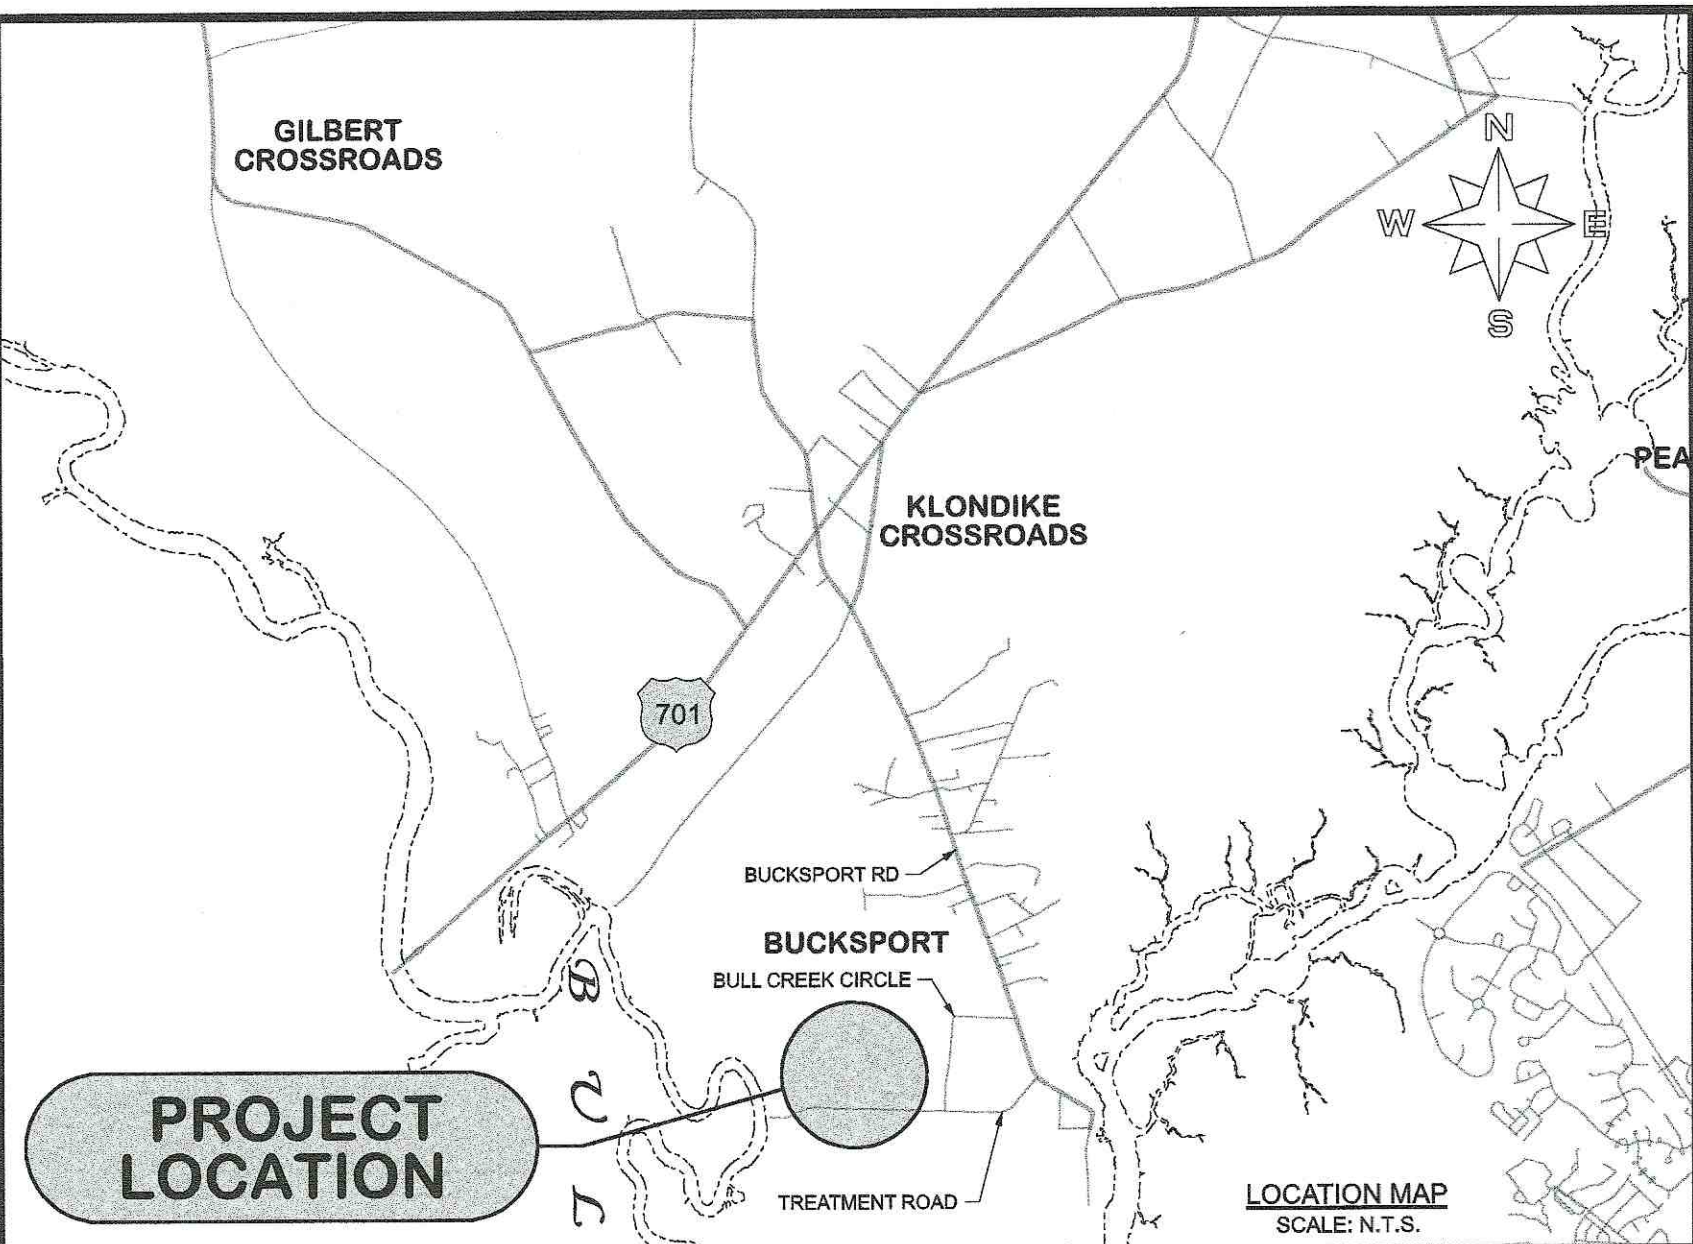 GILBERT
CROSSROADS
N
W
E
S
PEA
KLONDIKE
CROSSROADS
701
BUCKSPORT RD
BUCKSPORT
BULL CREEK CIRCLE
B
C
PROJECT
LOCATION
TREATMENT ROAD
LOCATION MAP
SCALE: N.T.S.